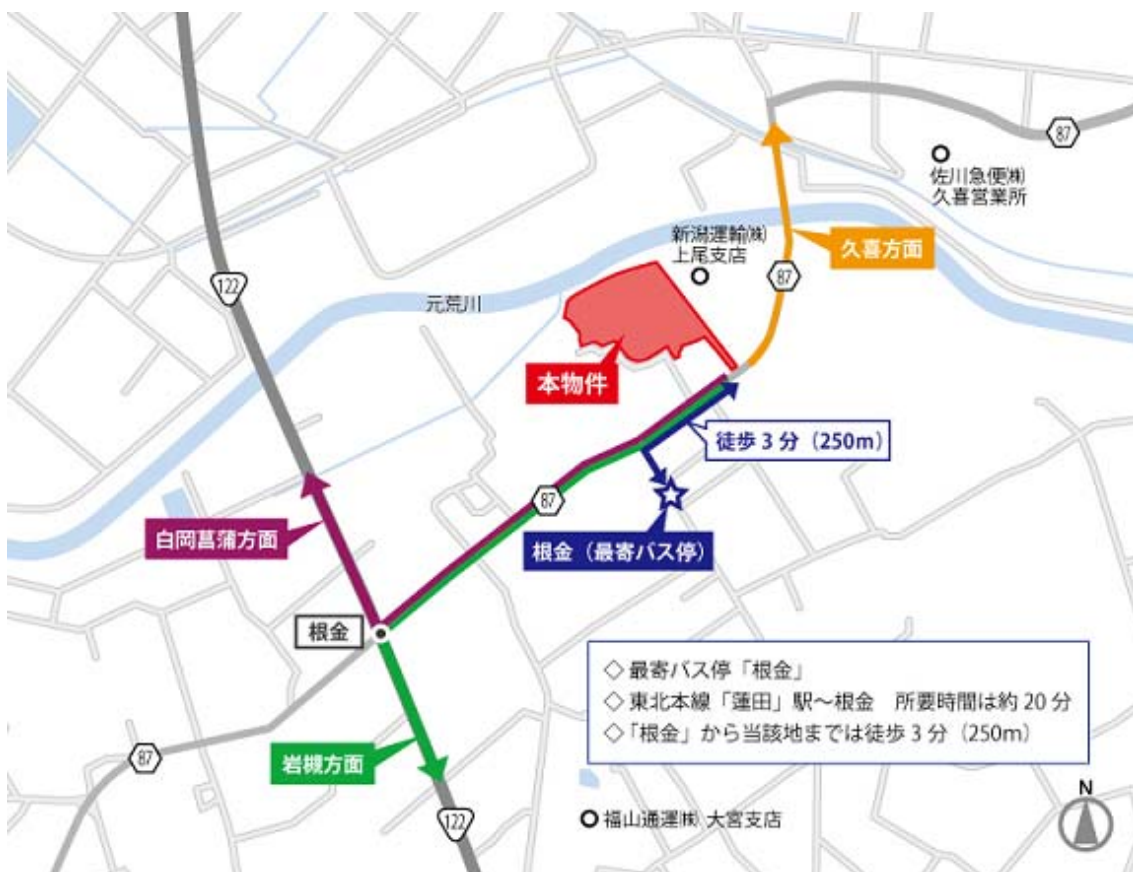 87
佐川急便㈱
久喜営業所
新潟運輸㈱
上尾支店
久喜方面
122
87
元荒川
本物件
徒歩 3 分（250m）
87
白岡菖蒲方面
根金（最寄バス停）
根金
◇ 最寄バス停「根金」
◇ 東北本線「蓮田」駅～根金　所要時間は約 20 分
◇「根金」から当該地までは徒歩 3 分（250m）
87
岩槻方面
N
122
福山通運㈱ 大宮支店